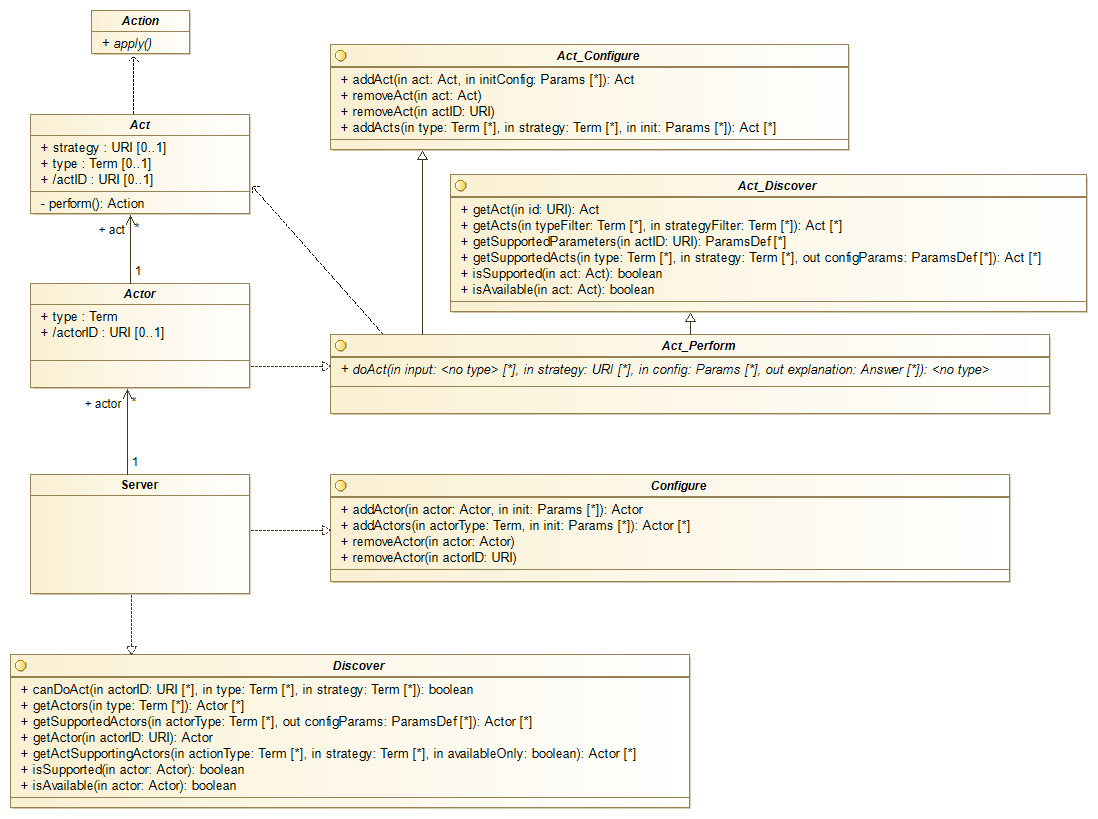 Action
+ apply()
Act
+ strategy : URI [0..1]
+ type : Term [0..1]
+ /actID : URI [0..1]
- perform(): Action
+ act
*
1
Actor
+ type : Term
+ /actorID : URI [0..1]
+ actor
*
1
Server
Act_Configure
+ addAct(in act: Act, in initConfig: Params [*]): Act
+ removeAct(in act: Act)
+ removeAct(in actID: URI)
+ addActs(in type: Term [*], in strategy: Term [*], in init: Params [*]): Act [*]
Act_Discover
+ getAct(in id: URI): Act
+ getActs(in typeFilter: Term [*], in strategyFilter: Term [*]): Act [*]
+ getSupportedParameters(in actID: URI): ParamsDef [*]
+ getSupportedActs(in type: Term [*], in strategy: Term [*], out configParams: ParamsDef [*]): Act [*]
+ isSupported(in act: Act): boolean
+ isAvailable(in act: Act): boolean
Act_Perform
+ doAct(in input: <no type> [*], in strategy: URI [*], in config: Params [*], out explanation: Answer [*]): <no type>
Configure
+ addActor(in actor: Actor, in init: Params [*]): Actor
+ addActors(in actorType: Term, in init: Params [*]): Actor [*]
+ removeActor(in actor: Actor)
+ removeActor(in actorID: URI)
Discover
+ canDoAct(in actorID: URI [*], in type: Term [*], in strategy: Term [*]): boolean
+ getActors(in type: Term [*]): Actor [*]
+ getSupportedActors(in actorType: Term [*], out configParams: ParamsDef [*]): Actor [*]
+ getActor(in actorID: URI): Actor
+ getActSupportingActors(in actionType: Term [*], in strategy: Term [*], in availableOnly: boolean): Actor [*]
+ isSupported(in actor: Actor): boolean
+ isAvailable(in actor: Actor): boolean